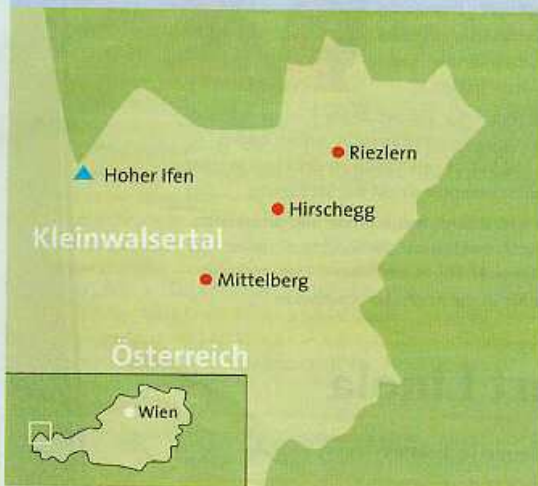 Riezlern
Hoher Ifen
Hirschegg
Kleinwalsertal
Mittelberg
Österreich
Wien